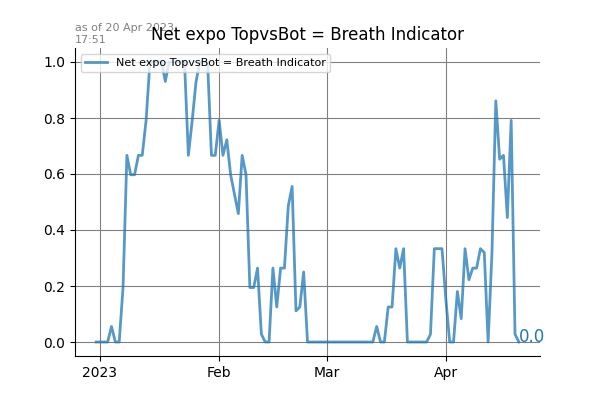 as of 20 Apr 2023
17:51
Net expo TopvsBot = Breath Indicator
Net expo TopvsBot = Breath Indicator
1.0
0.8
0.6
0.4
0.2
0.0
0.0
2023 Feb Mar Apr